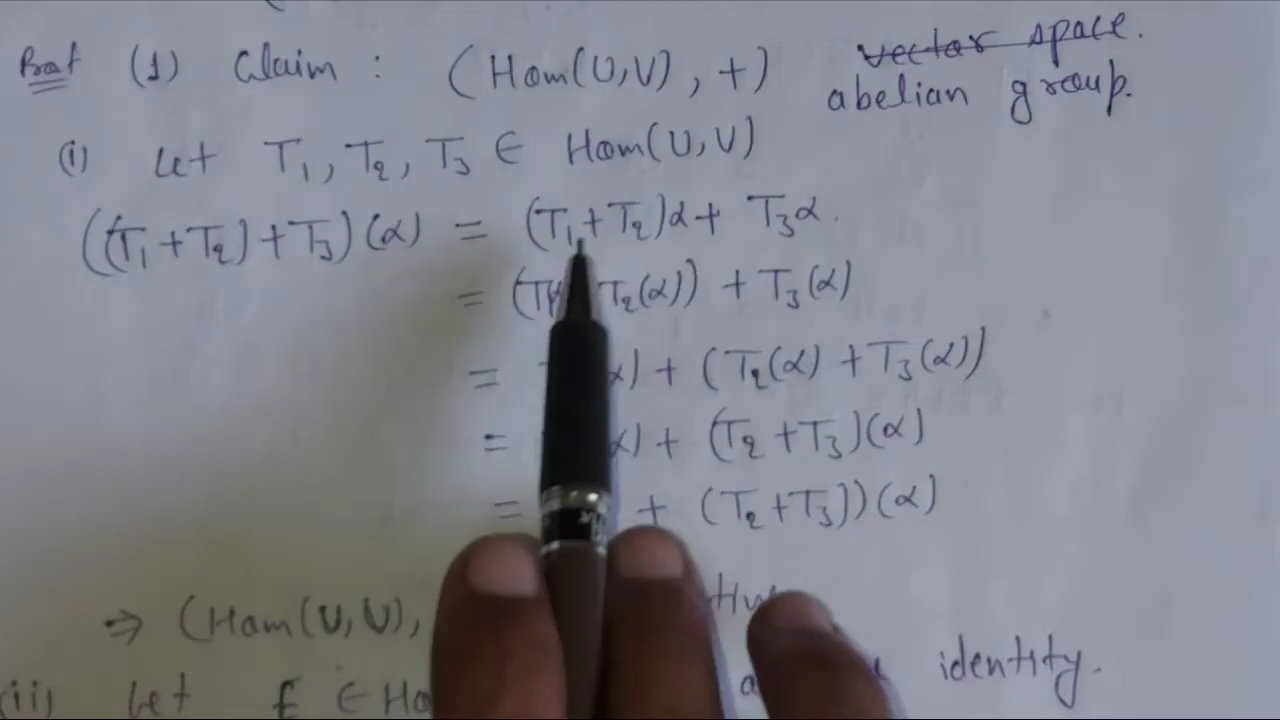 Proof (1) Claim : (Hom(U,V), +) vector space.
abelian group.
(i) Let T₁, T₂, T₃ ∈ Hom(U,V)
((T₁+T₂)+T₃)(α) = (T₁+T₂)α + T₃α.
= (T T₂(α)) + T₃(α)
= α) + (T₂(α) + T₃(α))
= α) + (T₂+T₃)(α)
= + (T₂+T₃))(α)
⇒ (Hom(U,V),
(ii) Let ∈ Ho identity.